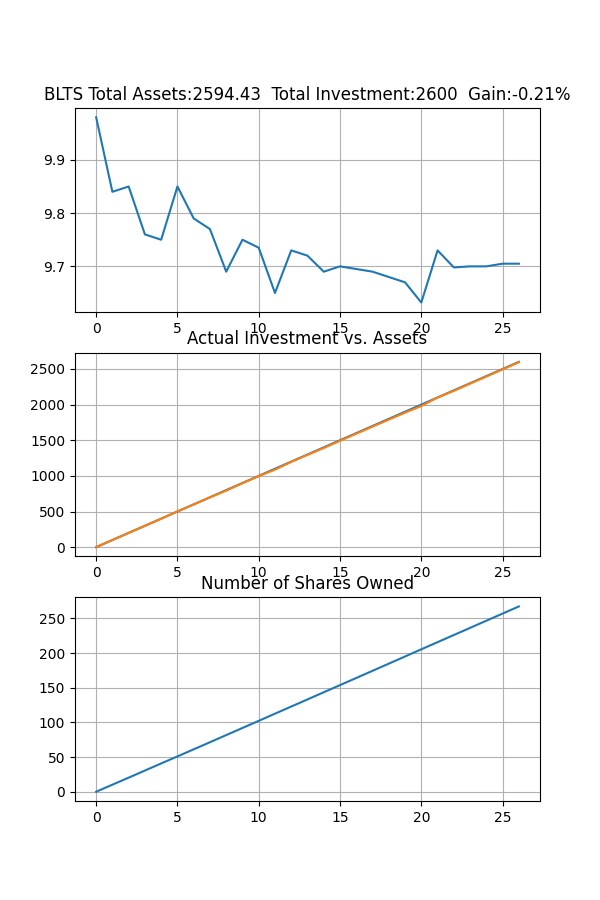 BLTS Total Assets:2594.43  Total Investment:2600  Gain:-0.21%
9.9
9.8
9.7
0 5 10 15 20 25
Actual Investment vs. Assets
2500
2000
1500
1000
500
0
0 5 10 15 20 25
Number of Shares Owned
250
200
150
100
50
0
0 5 10 15 20 25